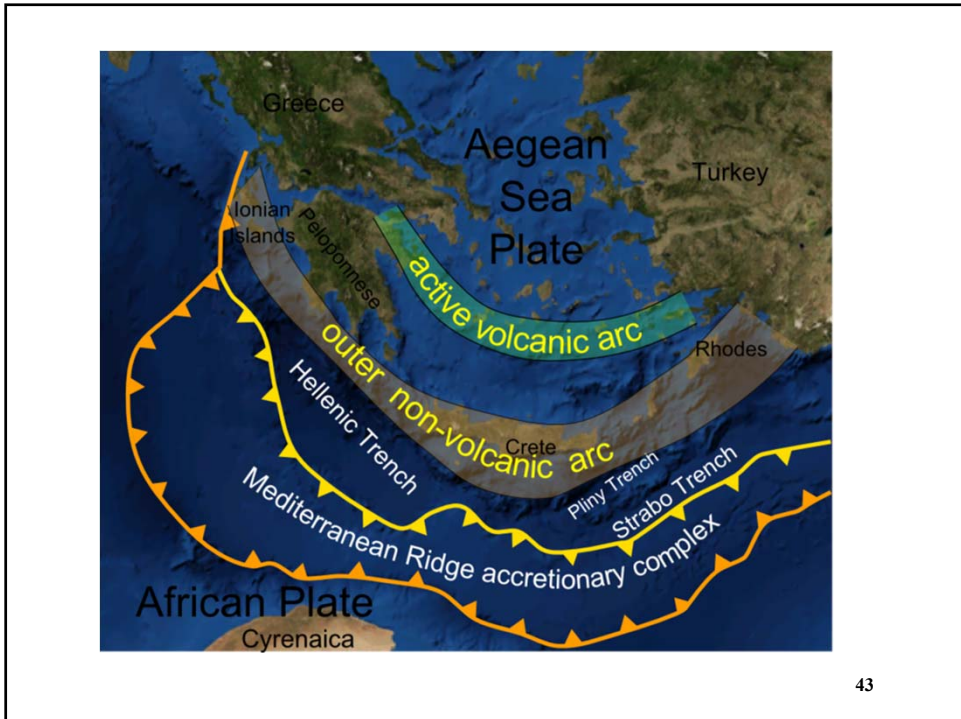 Greece
Aegean
Sea
Plate
Turkey
Ionian
Islands
Peloponnese
active volcanic arc
Rhodes
outer non-volcanic arc
Hellenic Trench
Crete
Pliny Trench
Strabo Trench
Mediterranean Ridge accretionary complex
African Plate
Cyrenaica
43